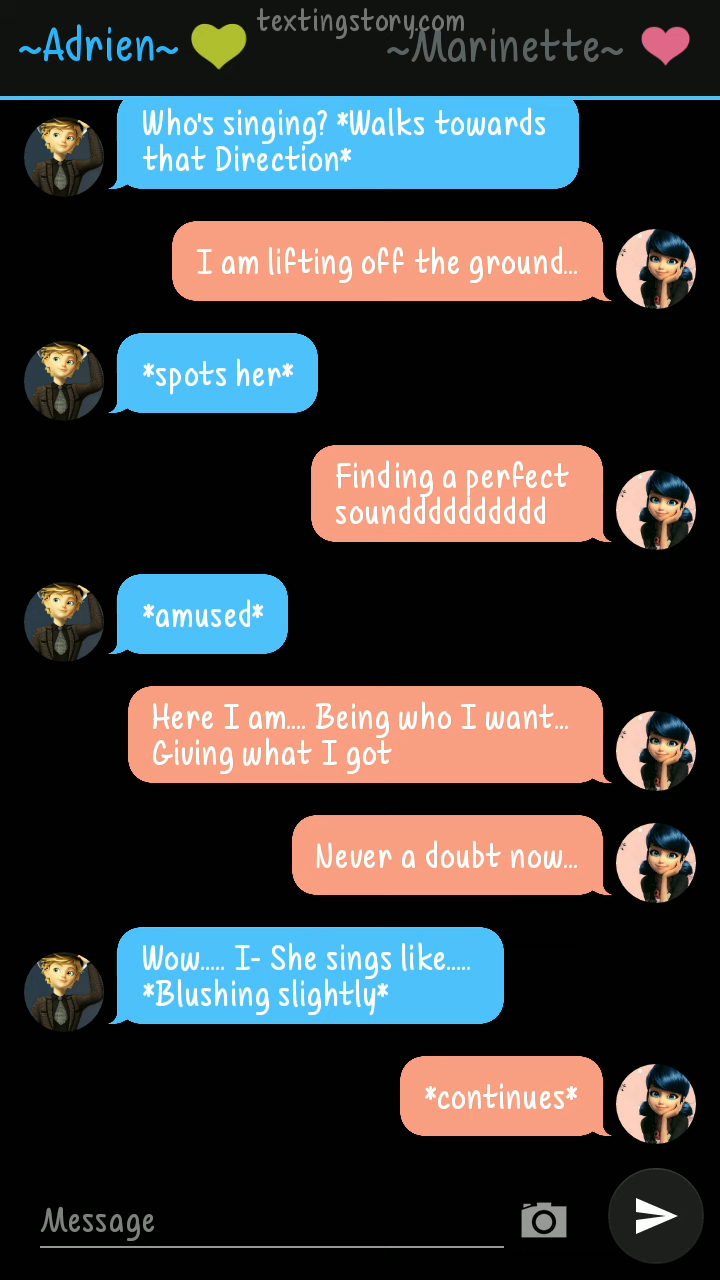 textingstory.com
~Adrien~
~Marinette~
Who's singing? *Walks towards
that Direction*
I am lifting off the ground...
*spots her*
Finding a perfect
soundddddddddd
*amused*
Here I am.... Being who I want...
Giving what I got
Never a doubt now...
Wow..... I- She sings like.....
*Blushing slightly*
*continues*
Message